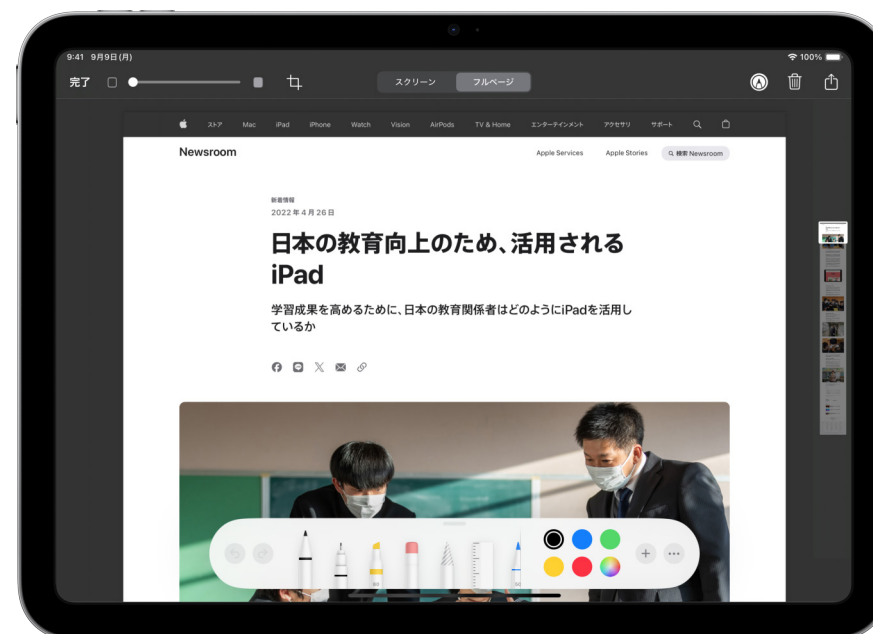 9:41 9月9日(月)
100%
完了
スクリーン
フルページ
ストア Mac iPad iPhone Watch Vision AirPods TV & Home エンターテインメント アクセサリ サポート
Newsroom
Apple Services Apple Stories 検索 Newsroom
新着情報
2022 年 4 月 26 日
日本の教育向上のため、活用される
iPad
学習成果を高めるために、日本の教育関係者はどのようにiPadを活用し
ているか